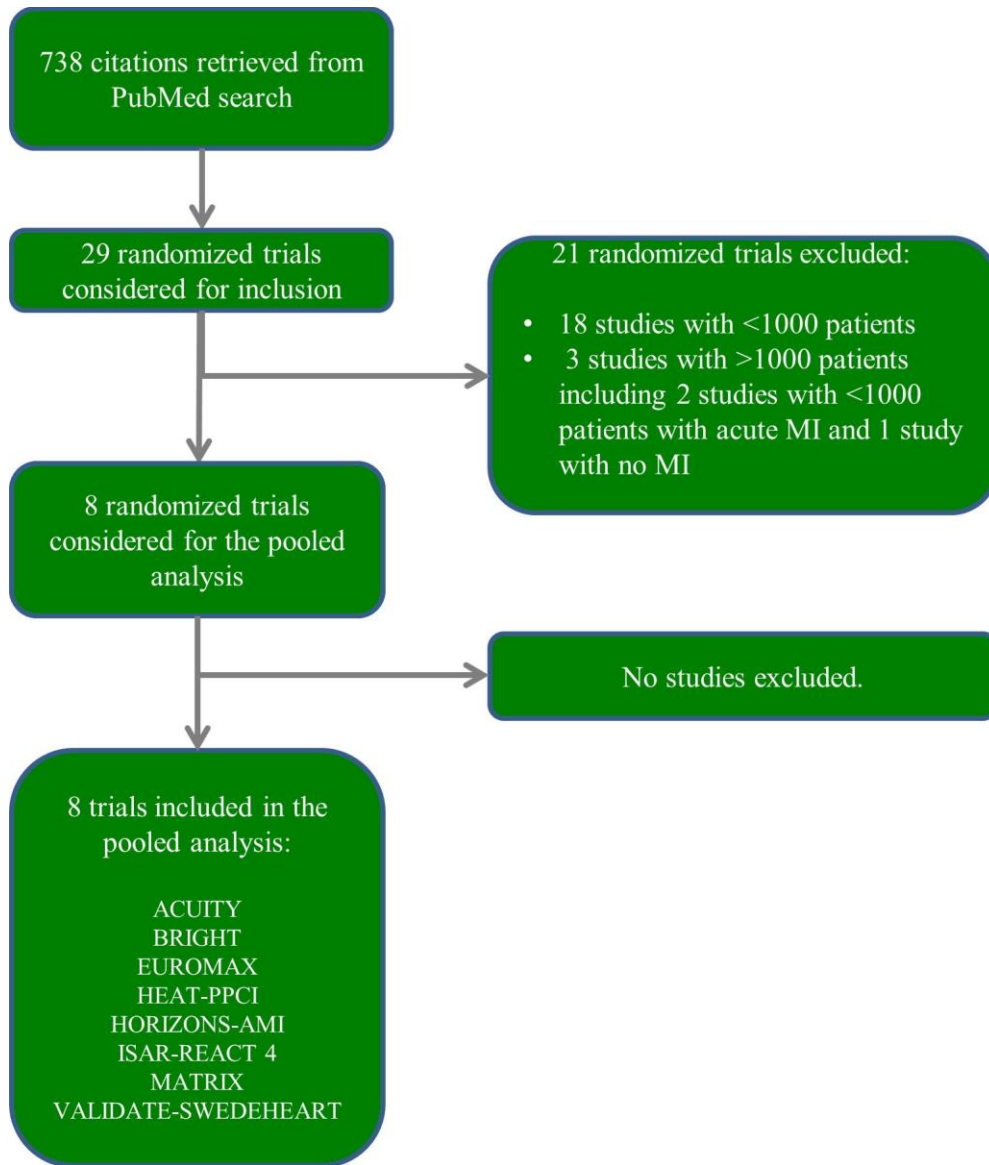 738 citations retrieved from
PubMed search
29 randomized trials
considered for inclusion
21 randomized trials excluded:
• 18 studies with <1000 patients
• 3 studies with >1000 patients
including 2 studies with <1000
patients with acute MI and 1 study
with no MI
8 randomized trials
considered for the pooled
analysis
No studies excluded.
8 trials included in the
pooled analysis:
ACUITY
BRIGHT
EUROMAX
HEAT-PPCI
HORIZONS-AMI
ISAR-REACT 4
MATRIX
VALIDATE-SWEDEHEART